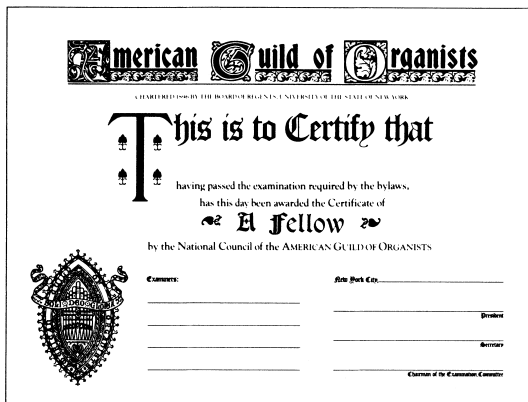 American Guild of Organists
CHARTERED 1896 BY THE BOARD OF REGENTS, UNIVERSITY OF THE STATE OF NEW YORK
This is to Certify that
having passed the examination required by the bylaws,
has this day been awarded the Certificate of
A Fellow
by the National Council of the AMERICAN GUILD OF ORGANISTS
SOLI DEO GLORIA
Examiners:
New York City
President
Secretary
Chairman of the Examination Committee